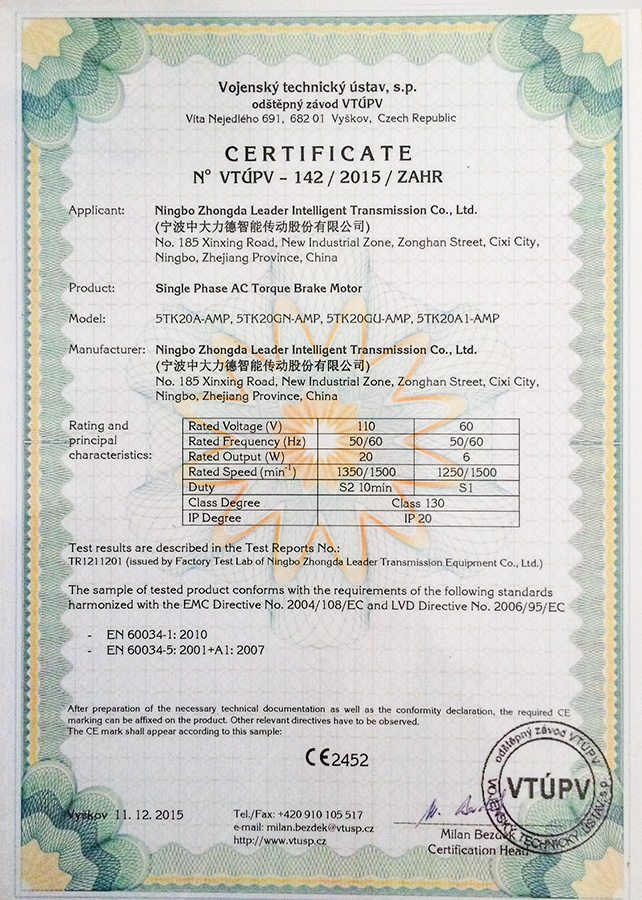 Vojenský technický ústav, s.p.
odštěpný závod VTÚPV
Víta Nejedlého 691, 682 01 Vyškov, Czech Republic
CERTIFICATE
Nº VTÚPV – 142 / 2015 / ZAHR
Applicant: Ningbo Zhongda Leader Intelligent Transmission Co., Ltd.
(宁波中大力德智能传动股份有限公司)
No. 185 Xinxing Road, New Industrial Zone, Zonghan Street, Cixi City,
Ningbo, Zhejiang Province, China
Product: Single Phase AC Torque Brake Motor
Model: 5TK20A-AMP, 5TK20GN-AMP, 5TK20GU-AMP, 5TK20A1-AMP
Manufacturer: Ningbo Zhongda Leader Intelligent Transmission Co., Ltd.
(宁波中大力德智能传动股份有限公司)
No. 185 Xinxing Road, New Industrial Zone, Zonghan Street, Cixi City,
Ningbo, Zhejiang Province, China
Rating and
principal
characteristics:
Rated Voltage (V) 110 60
Rated Frequency (Hz) 50/60 50/60
Rated Output (W) 20 6
Rated Speed (min⁻¹) 1350/1500 1250/1500
Duty S2 10min S1
Class Degree Class 130
IP Degree IP 20
Test results are described in the Test Reports No.:
TR1211201 (issued by Factory Test Lab of Ningbo Zhongda Leader Transmission Equipment Co., Ltd.)
The sample of tested product conforms with the requirements of the following standards
harmonized with the EMC Directive No. 2004/108/EC and LVD Directive No. 2006/95/EC
- EN 60034-1: 2010
- EN 60034-5: 2001+A1: 2007
After preparation of the necessary technical documentation as well as the conformity declaration, the required CE
marking can be affixed on the product. Other relevant directives have to be observed.
The CE mark shall appear according to this sample:
CE2452
odštěpný závod VTÚPV
VTÚPV
VOJENSKÝ TECHNICKÝ ÚSTAV, s.p.
Vyškov 11. 12. 2015
Tel./Fax: +420 910 105 517
e-mail: milan.bezdek@vtusp.cz
http://www.vtusp.cz
Milan Bezděk
Certification Head